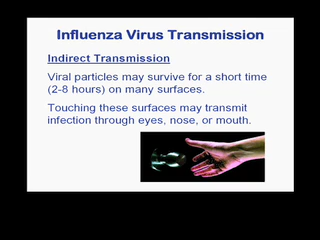 Influenza Virus Transmission
Indirect Transmission
Viral particles may survive for a short time
(2-8 hours) on many surfaces.
Touching these surfaces may transmit
infection through eyes, nose, or mouth.